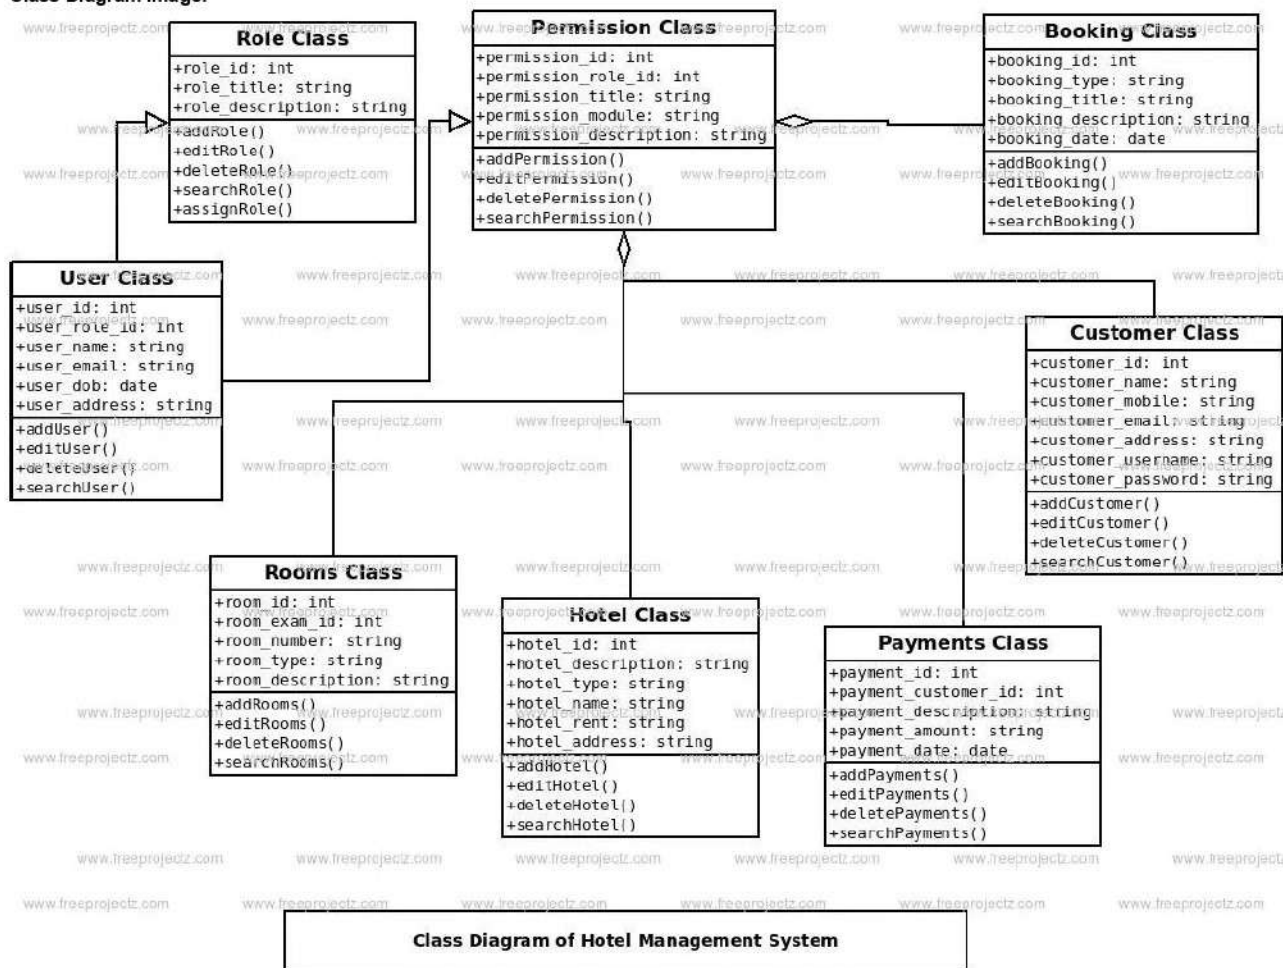 Class Diagram Image:
Role Class
+role_id: int
+role_title: string
+role_description: string
+addRole()
+editRole()
+deleteRole()
+searchRole()
+assignRole()
Permission Class
+permission_id: int
+permission_role_id: int
+permission_title: string
+permission_module: string
+permission_description: string
+addPermission()
+editPermission()
+deletePermission()
+searchPermission()
Booking Class
+booking_id: int
+booking_type: string
+booking_title: string
+booking_description: string
+booking_date: date
+addBooking()
+editBooking()
+deleteBooking()
+searchBooking()
User Class
+user_id: int
+user_role_id: int
+user_name: string
+user_email: string
+user_dob: date
+user_address: string
+addUser()
+editUser()
+deleteUser()
+searchUser()
Customer Class
+customer_id: int
+customer_name: string
+customer_mobile: string
+customer_email: string
+customer_address: string
+customer_username: string
+customer_password: string
+addCustomer()
+editCustomer()
+deleteCustomer()
+searchCustomer()
Rooms Class
+room_id: int
+room_exam_id: int
+room_number: string
+room_type: string
+room_description: string
+addRooms()
+editRooms()
+deleteRooms()
+searchRooms()
Hotel Class
+hotel_id: int
+hotel_description: string
+hotel_type: string
+hotel_name: string
+hotel_rent: string
+hotel_address: string
+addHotel()
+editHotel()
+deleteHotel()
+searchHotel()
Payments Class
+payment_id: int
+payment_customer_id: int
+payment_description: string
+payment_amount: string
+payment_date: date
+addPayments()
+editPayments()
+deletePayments()
+searchPayments()
Class Diagram of Hotel Management System
www.freeprojectz.com